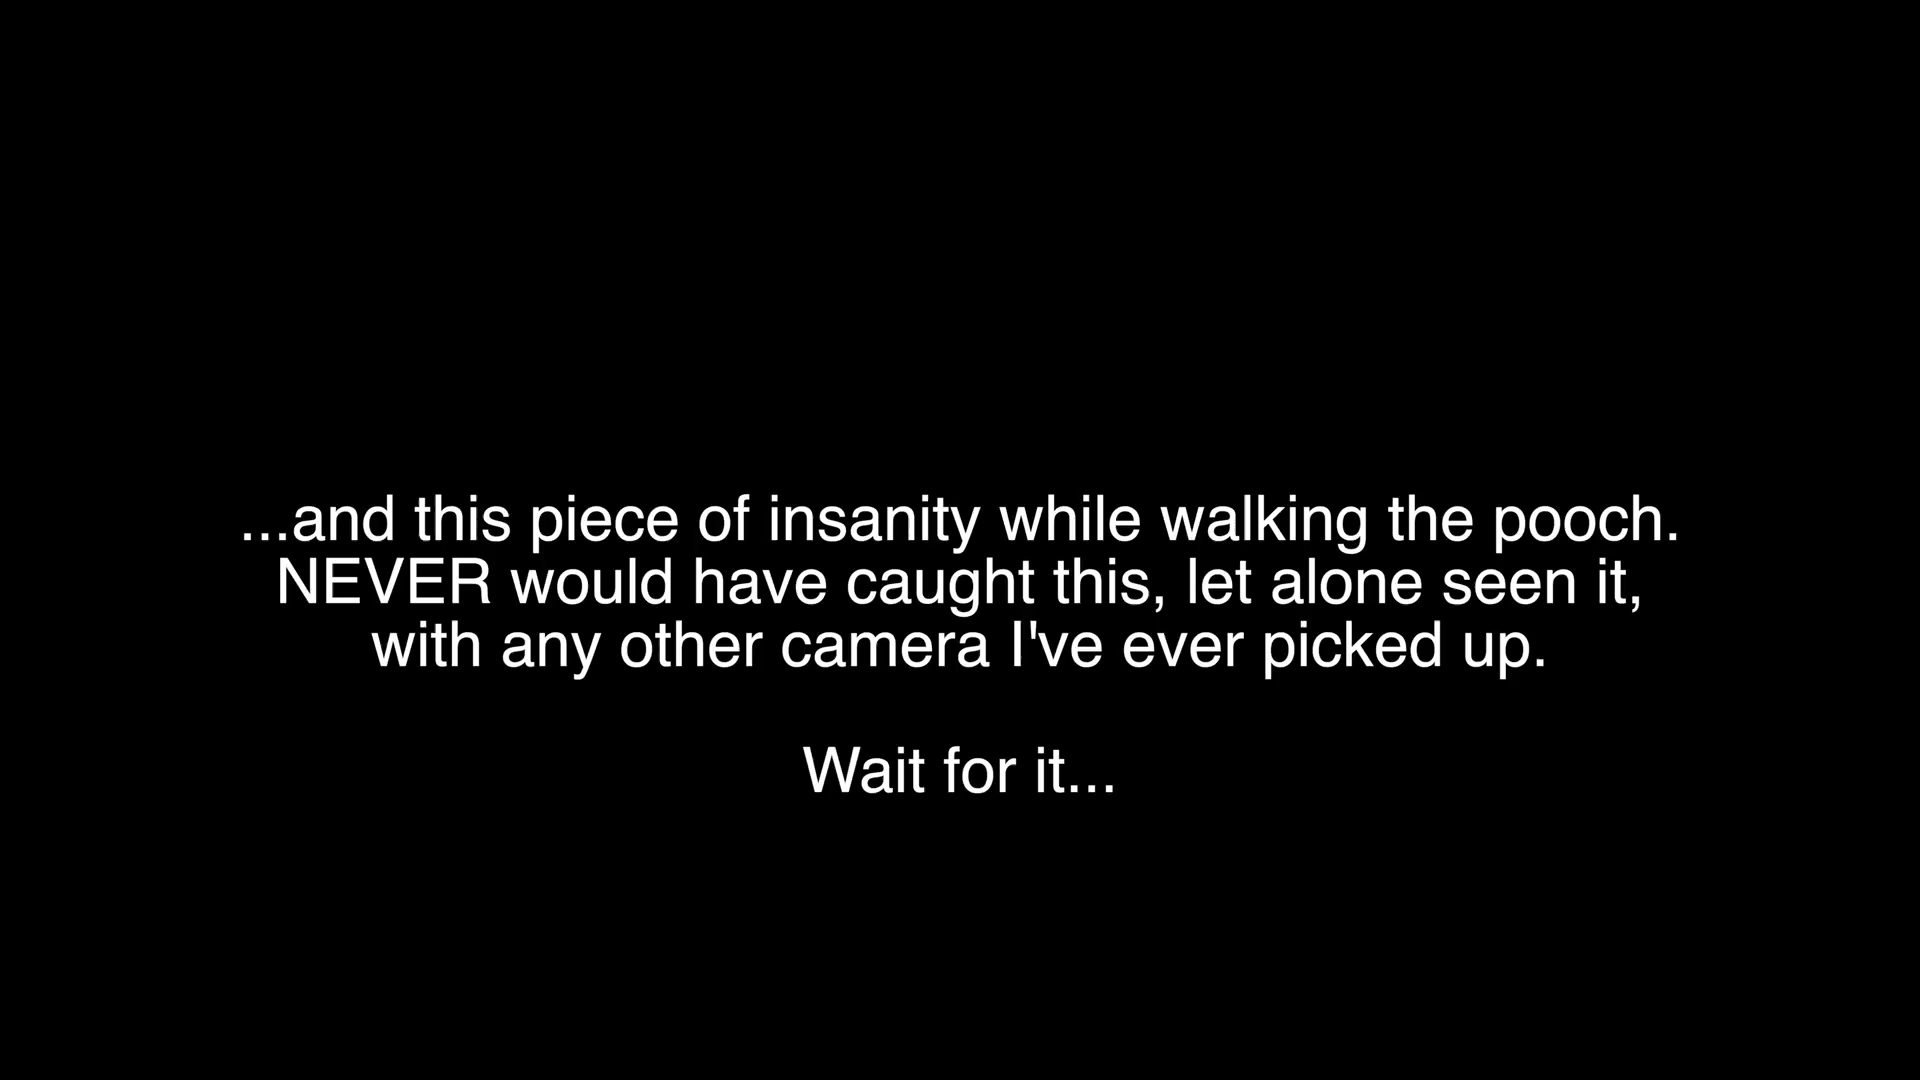 ...and this piece of insanity while walking the pooch.
NEVER would have caught this, let alone seen it,
with any other camera I've ever picked up.
Wait for it...